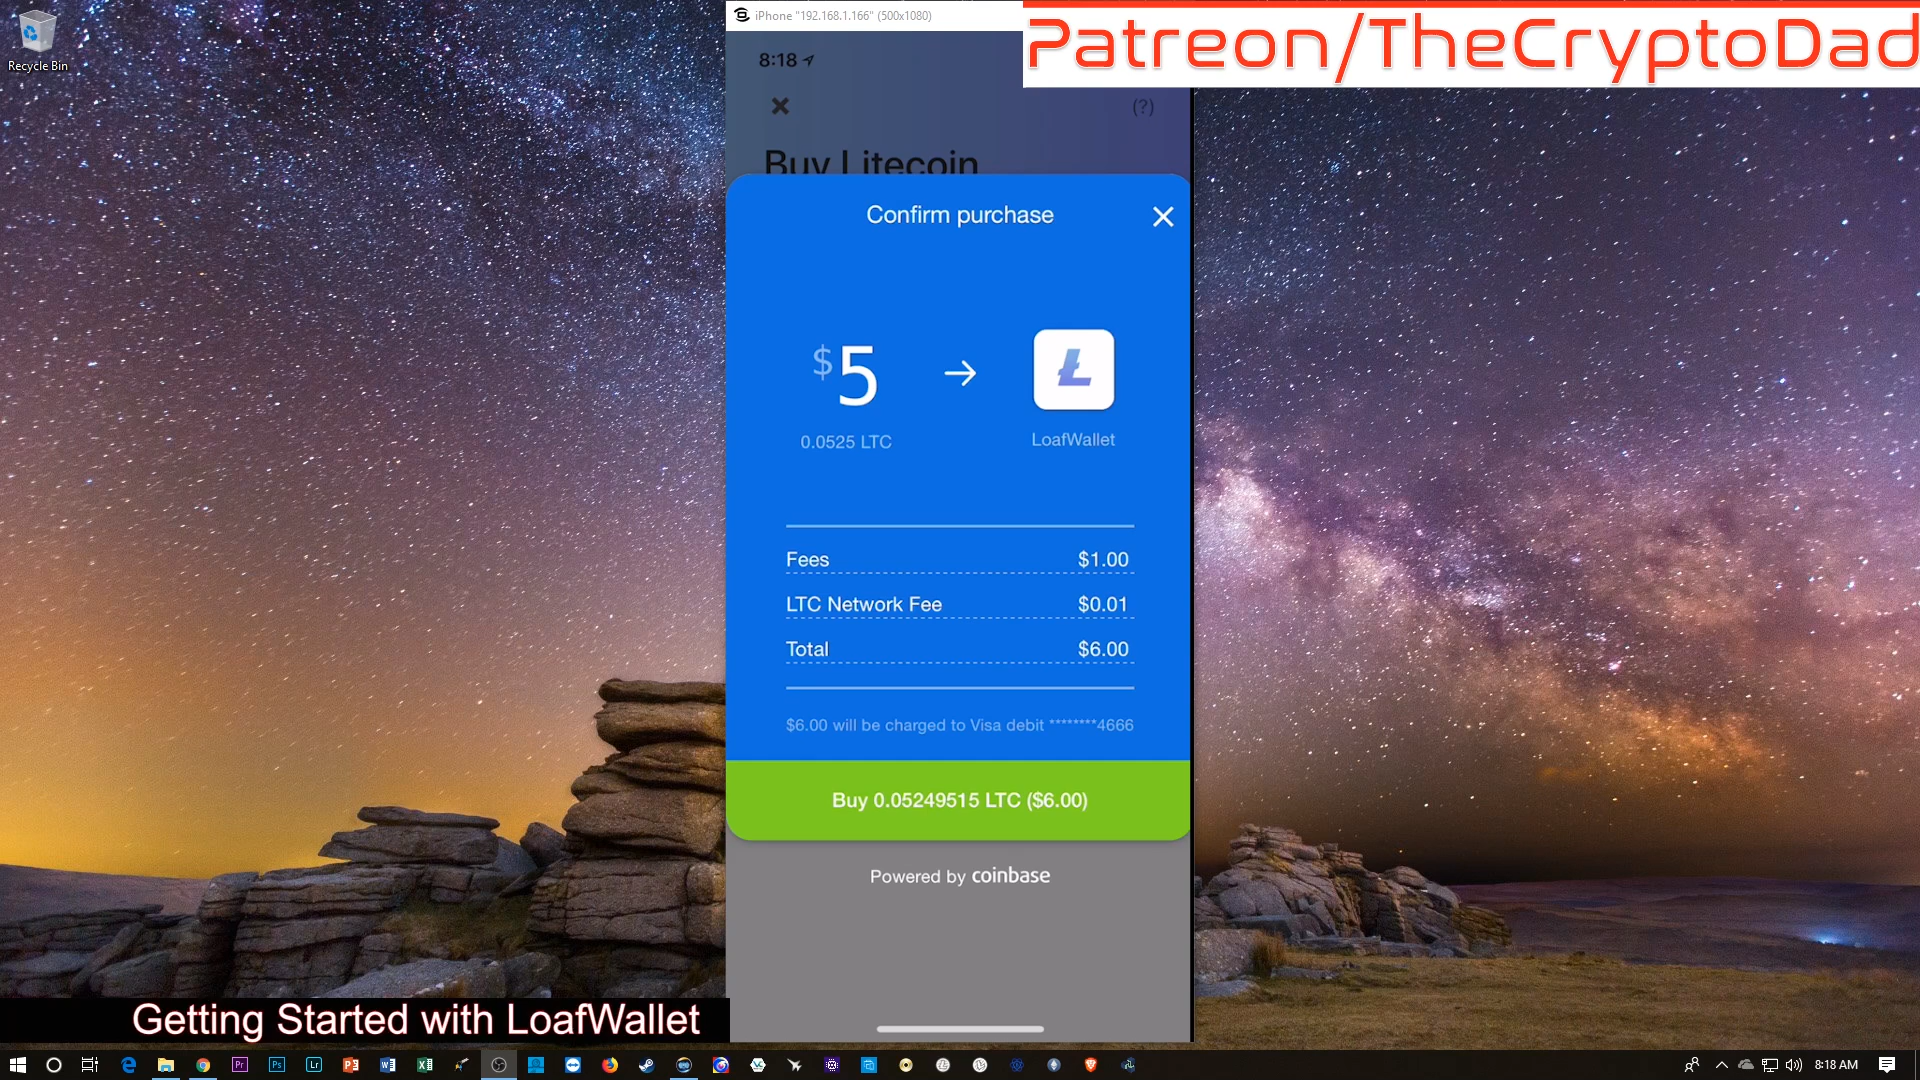 Recycle Bin
iPhone "192.168.1.166" (500x1080)
Patreon/TheCryptoDad
8:18
(?)
Buy Litecoin
Confirm purchase
$5
0.0525 LTC
LoafWallet
Fees $1.00
LTC Network Fee $0.01
Total $6.00
$6.00 will be charged to Visa debit ********4666
Buy 0.05249515 LTC ($6.00)
Powered by coinbase
Getting Started with LoafWallet
8:18 AM